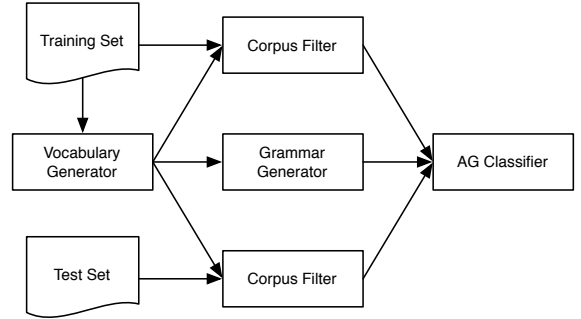 Training Set
Corpus Filter
Vocabulary
Generator
Grammar
Generator
AG Classifier
Test Set
Corpus Filter